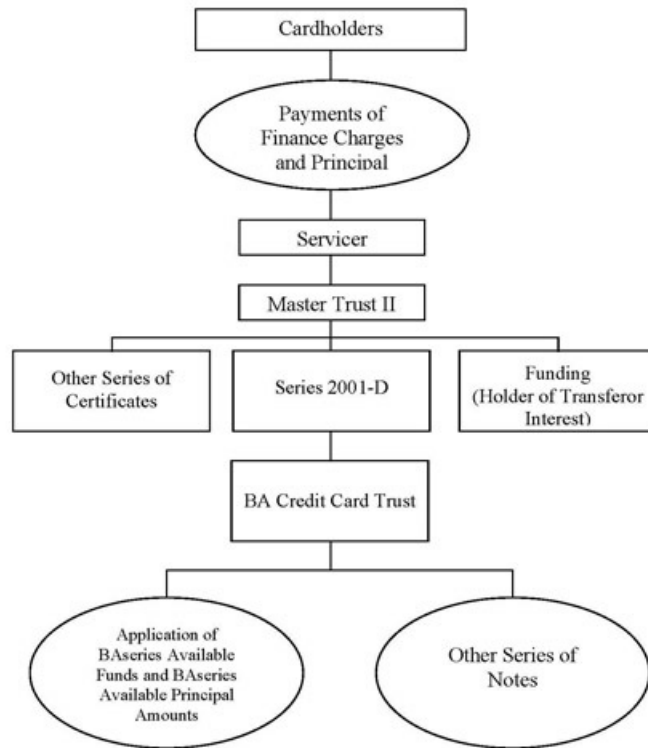 Cardholders
Payments of
Finance Charges
and Principal
Servicer
Master Trust II
Other Series of
Certificates
Series 2001-D
Funding
(Holder of Transferor
Interest)
BA Credit Card Trust
Application of
BAseries Available
Funds and BAseries
Available Principal
Amounts
Other Series of
Notes